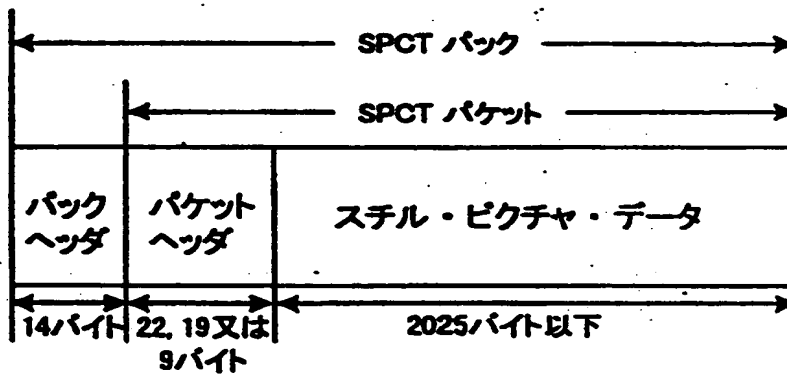 SPCT パック
SPCT パケット
パック
ヘッダ
パケット
ヘッダ
スチル・ピクチャ・データ
14バイト
22, 19又は
9バイト
2025バイト以下